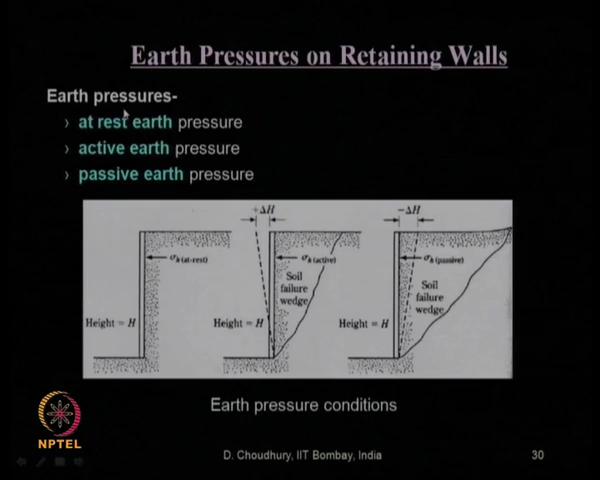 Earth Pressures on Retaining Walls
Earth pressures-
› at rest earth pressure
› active earth pressure
› passive earth pressure
+ΔH
−ΔH
σh (at-rest)
σh (active)
σh (passive)
Soil
failure
wedge
Soil
failure
wedge
Height = H
Height = H
Height = H
Earth pressure conditions
NPTEL
D. Choudhury, IIT Bombay, India
30